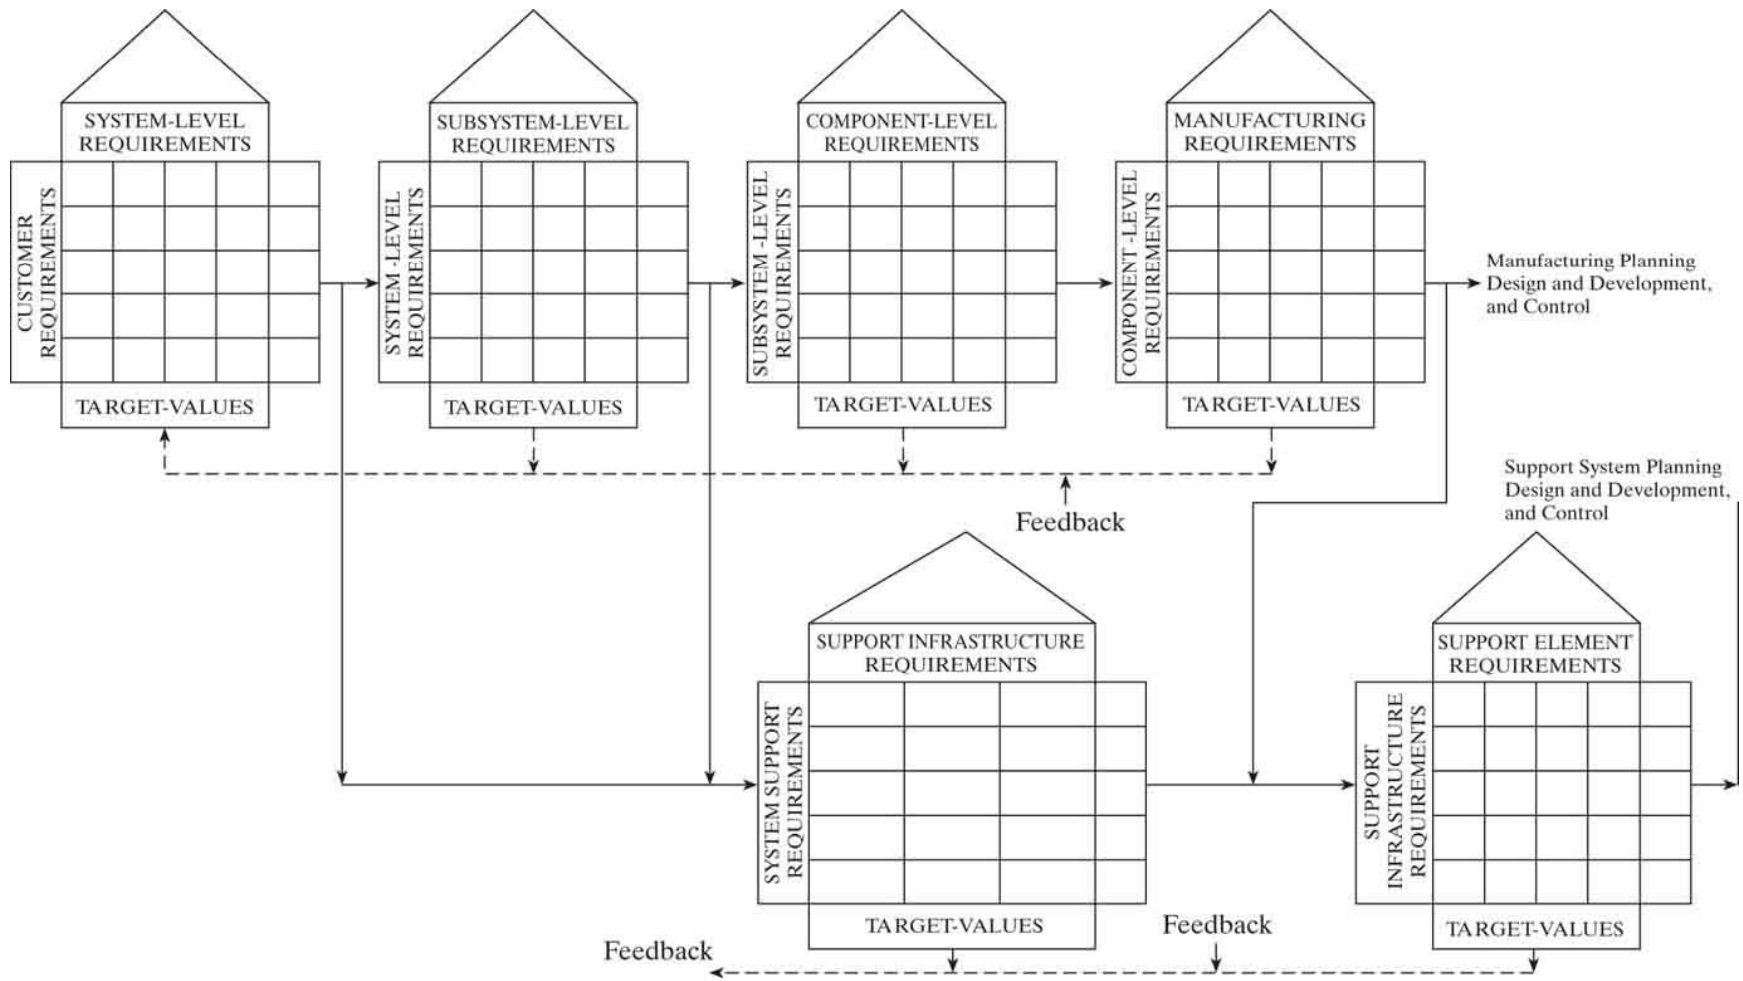 SYSTEM-LEVEL
REQUIREMENTS
SUBSYSTEM-LEVEL
REQUIREMENTS
COMPONENT-LEVEL
REQUIREMENTS
MANUFACTURING
REQUIREMENTS
CUSTOMER
REQUIREMENTS
SYSTEM -LEVEL
REQUIREMENTS
SUBSYSTEM -LEVEL
REQUIREMENTS
COMPONENT -LEVEL
REQUIREMENTS
Manufacturing Planning
Design and Development,
and Control
TARGET-VALUES
TARGET-VALUES
TARGET-VALUES
TARGET-VALUES
Feedback
Support System Planning
Design and Development,
and Control
SUPPORT INFRASTRUCTURE
REQUIREMENTS
SUPPORT ELEMENT
REQUIREMENTS
SYSTEM SUPPORT
REQUIREMENTS
SUPPORT
INFRASTRUCTURE
REQUIREMENTS
TARGET-VALUES
TARGET-VALUES
Feedback
Feedback